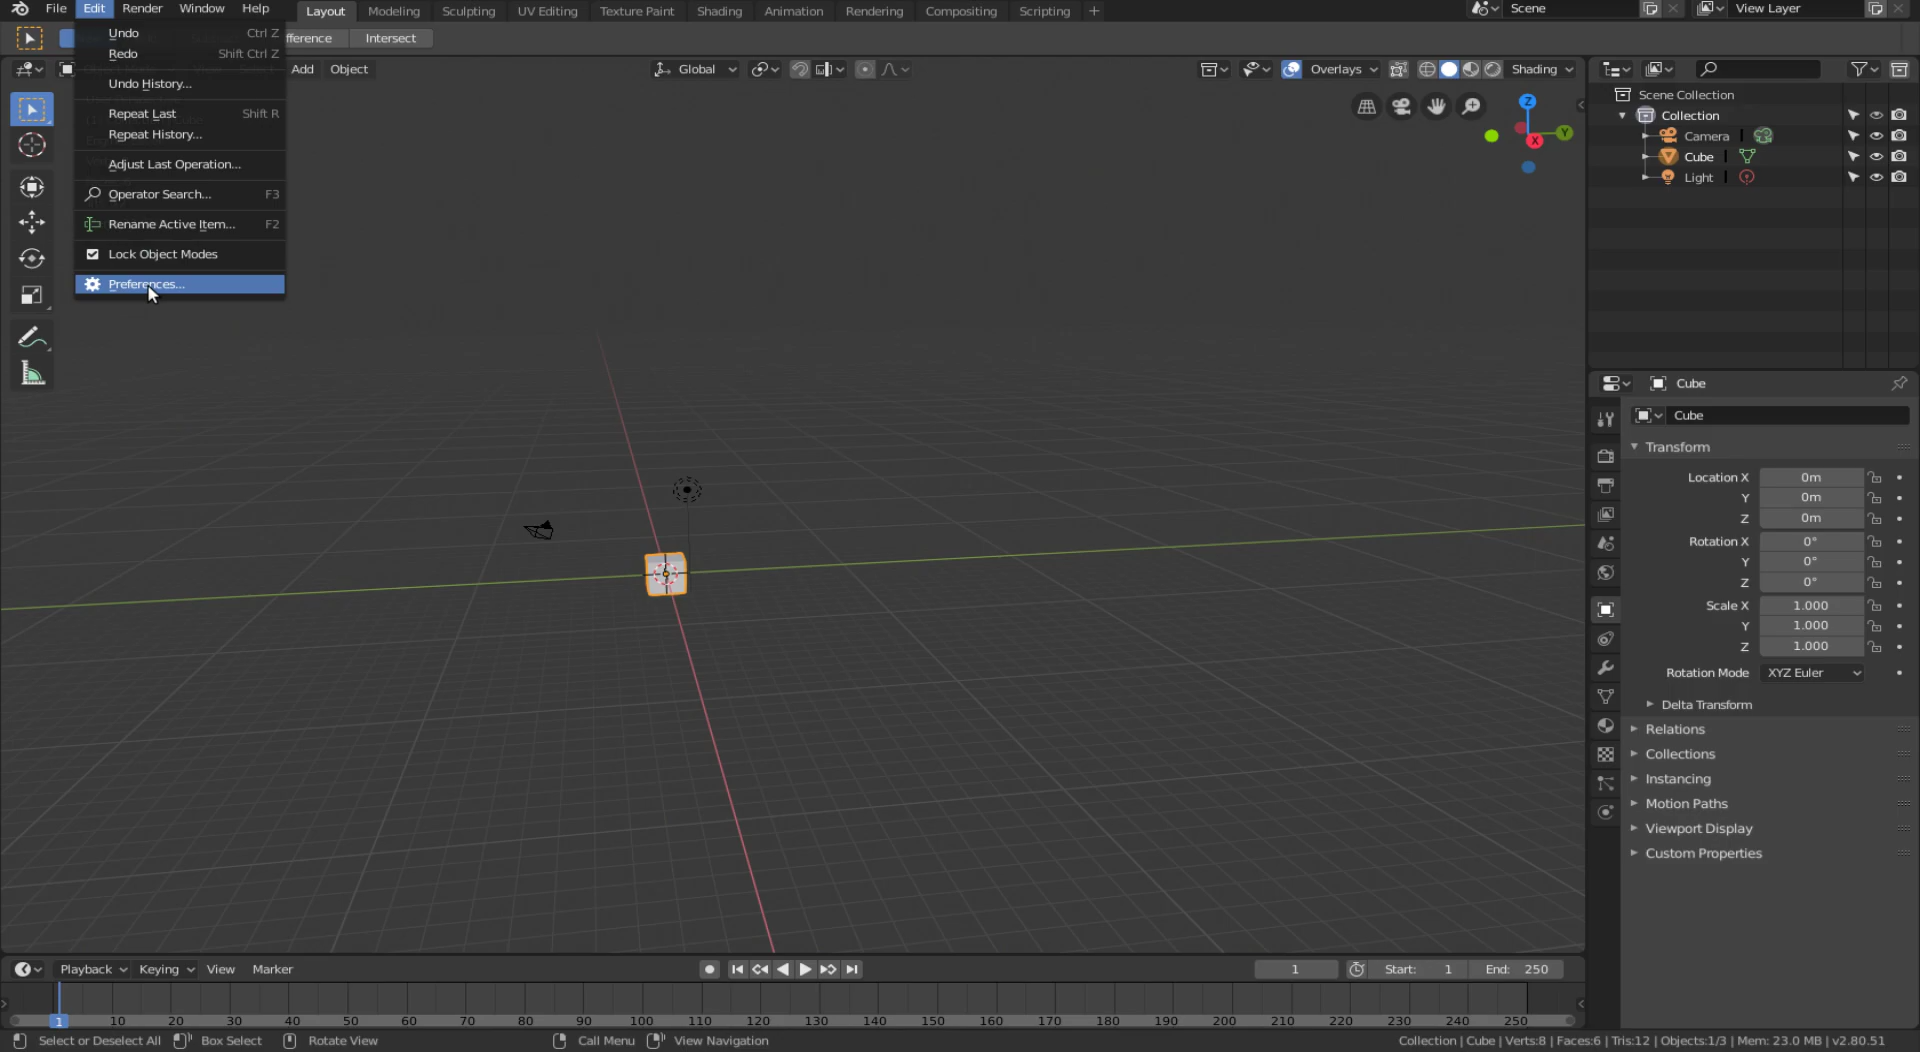 File Edit Render Window Help Layout Modeling Sculpting UV Editing Texture Paint Shading Animation Rendering Compositing Scripting + Scene View Layer
Undo Ctrl Z
Redo Shift Ctrl Z
Undo History...
Repeat Last Shift R
Repeat History...
Adjust Last Operation...
Operator Search... F3
Rename Active Item... F2
Lock Object Modes
Preferences...
fference Intersect
Add Object Global Overlays Shading
Z
Y
X
Scene Collection
Collection
Camera
Cube
Light
Cube
Cube
Transform
Location X 0m
Y 0m
Z 0m
Rotation X 0°
Y 0°
Z 0°
Scale X 1.000
Y 1.000
Z 1.000
Rotation Mode XYZ Euler
Delta Transform
Relations
Collections
Instancing
Motion Paths
Viewport Display
Custom Properties
Playback Keying View Marker 1 Start: 1 End: 250
1 10 20 30 40 50 60 70 80 90 100 110 120 130 140 150 160 170 180 190 200 210 220 230 240 250
Select or Deselect All Box Select Rotate View Call Menu View Navigation Collection | Cube | Verts:8 | Faces:6 | Tris:12 | Objects:1/3 | Mem: 23.0 MB | v2.80.51